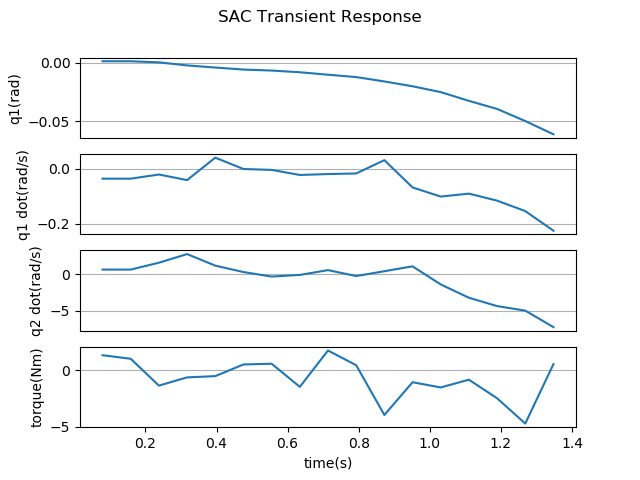 SAC Transient Response
q1(rad)
0.00
−0.05
q1 dot(rad/s)
0.0
−0.2
q2 dot(rad/s)
0
−5
torque(Nm)
0
−5
0.2 0.4 0.6 0.8 1.0 1.2 1.4
time(s)